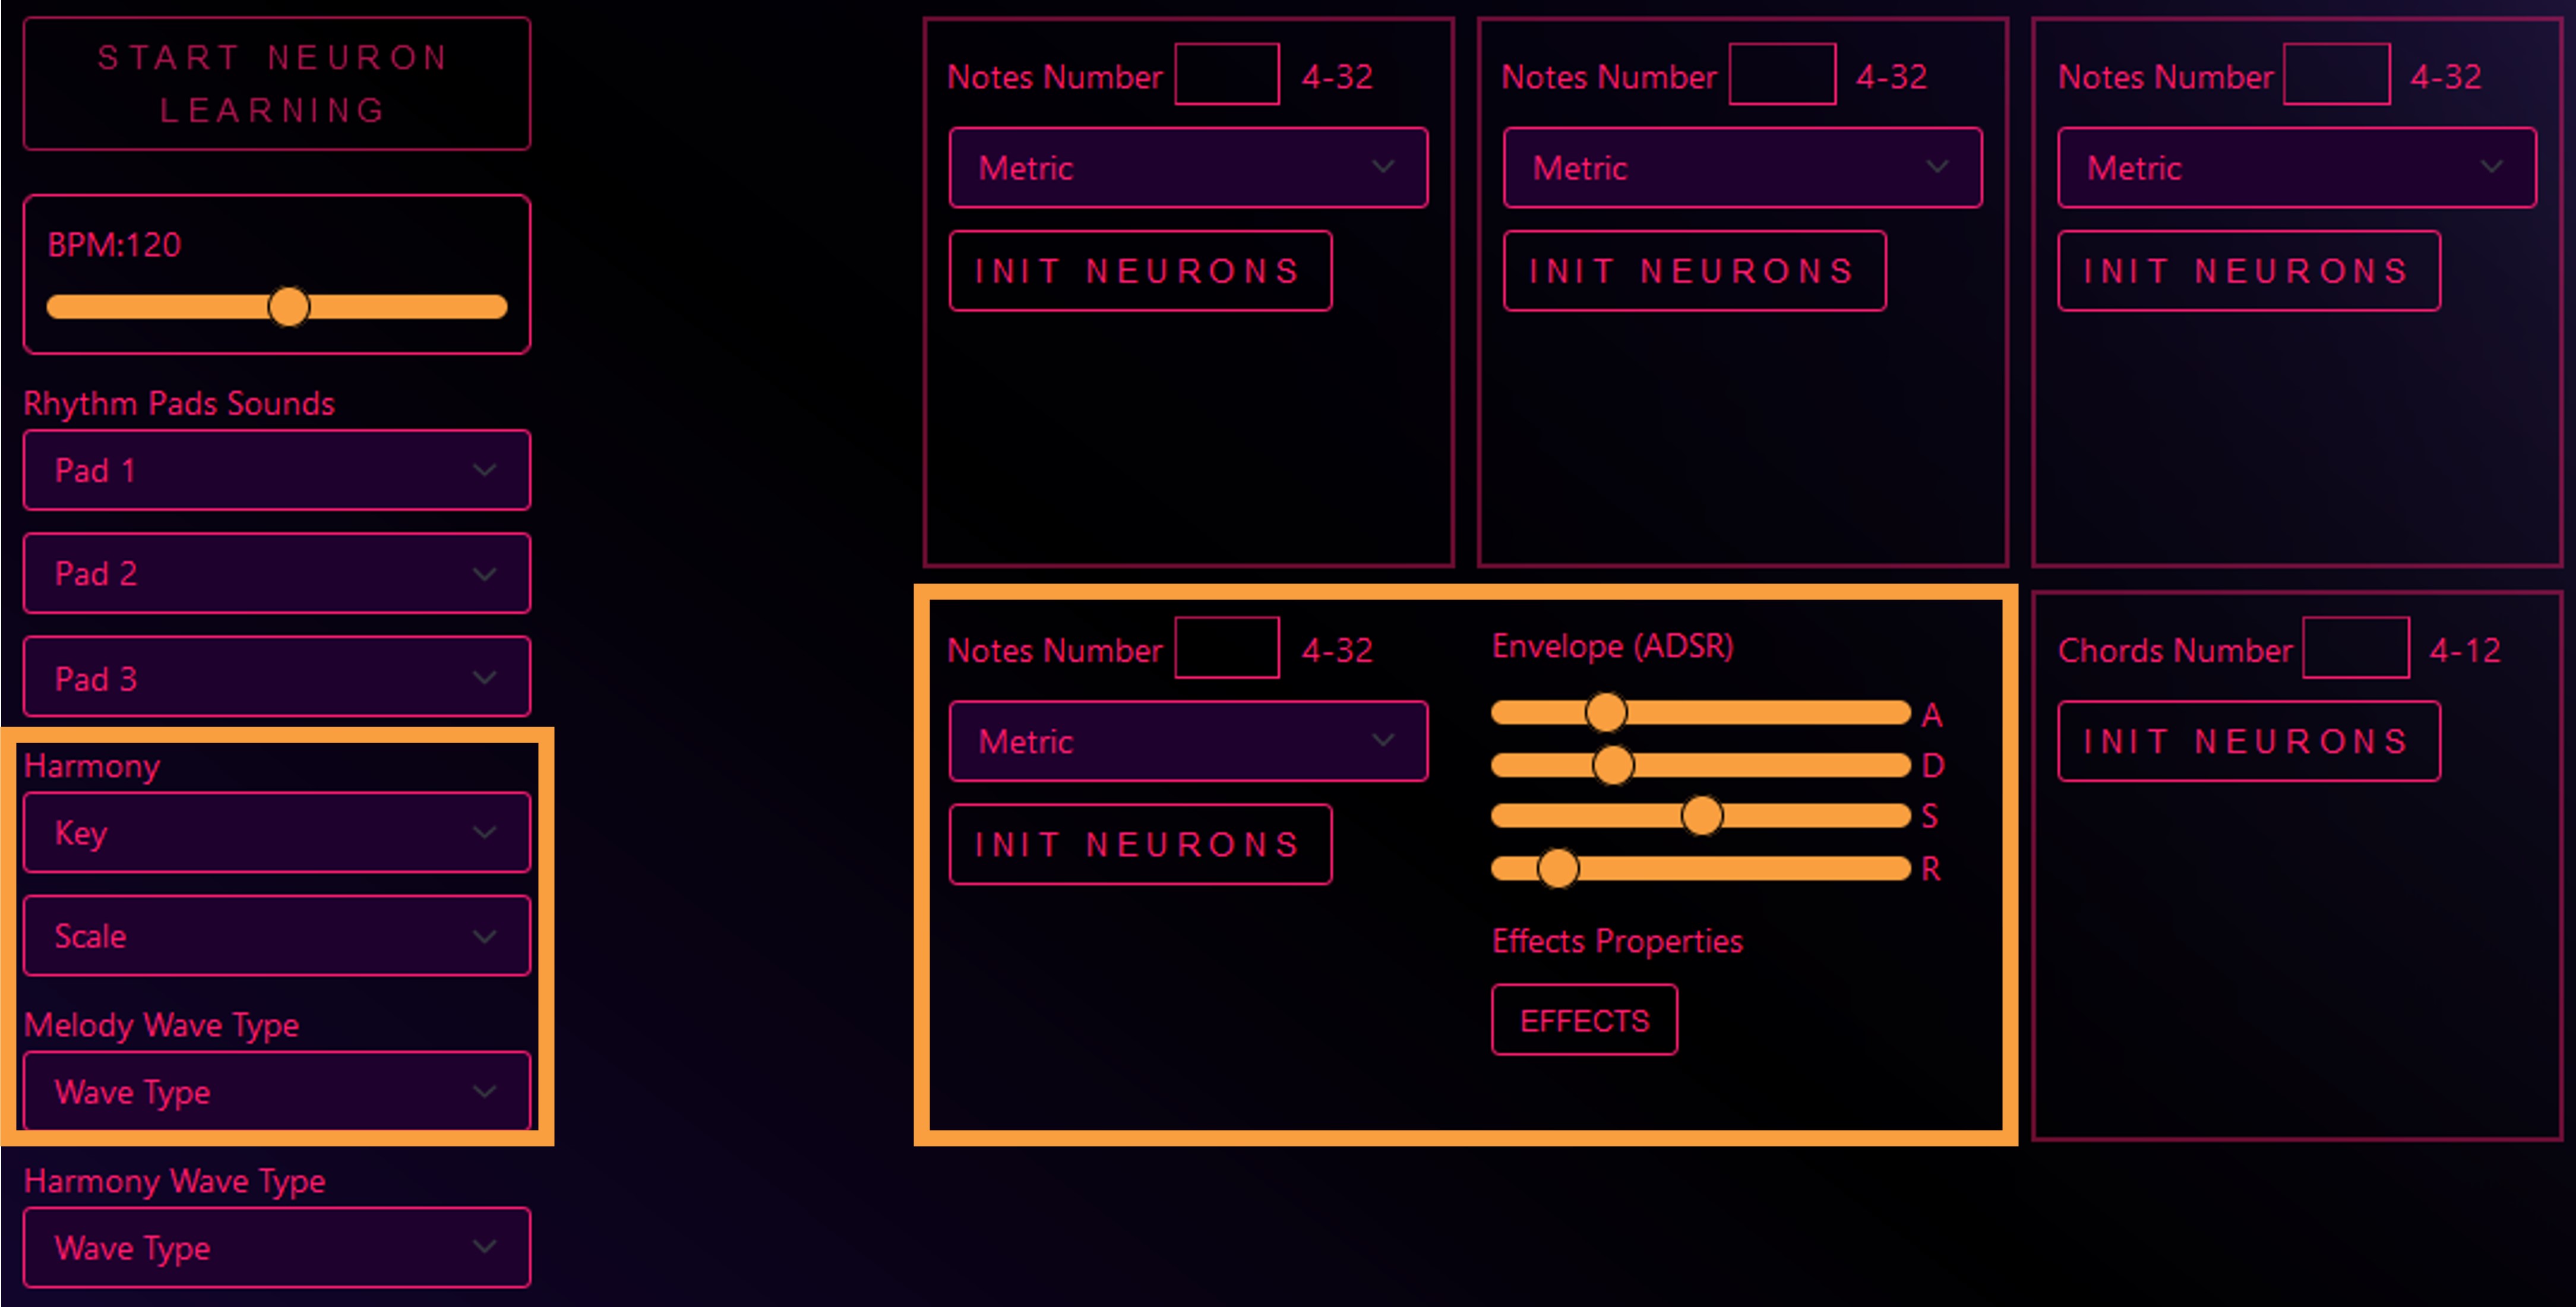 START NEURON
LEARNING
BPM:120
Rhythm Pads Sounds
Pad 1
Pad 2
Pad 3
Harmony
Key
Scale
Melody Wave Type
Wave Type
Harmony Wave Type
Wave Type
Notes Number 4-32
Metric
INIT NEURONS
Notes Number 4-32
Metric
INIT NEURONS
Notes Number 4-32
Metric
INIT NEURONS
Notes Number 4-32
Metric
INIT NEURONS
Envelope (ADSR)
A
D
S
R
Effects Properties
EFFECTS
Chords Number 4-12
INIT NEURONS